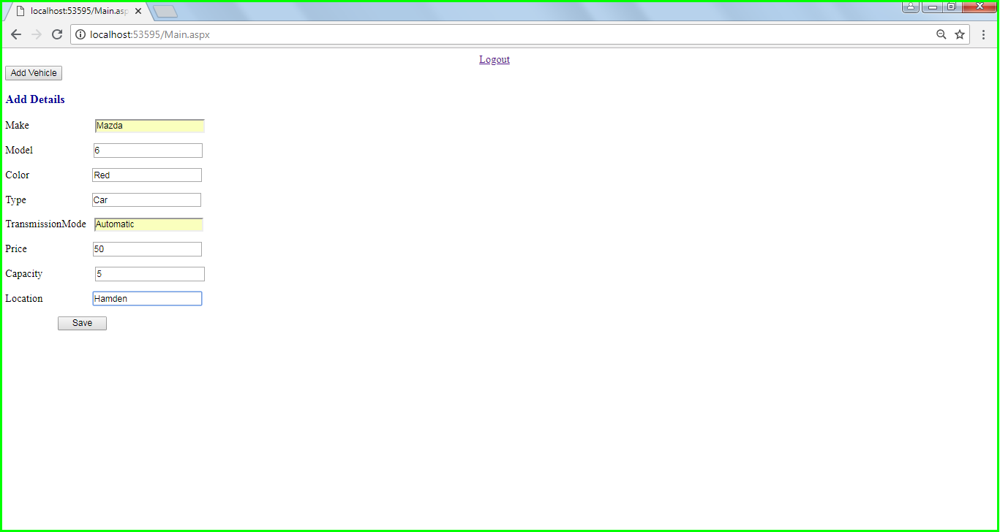 localhost:53595/Main.asp
localhost:53595/Main.aspx
Logout
Add Vehicle
Add Details
Make Mazda
Model 6
Color Red
Type Car
TransmissionMode Automatic
Price 50
Capacity 5
Location Hamden
Save